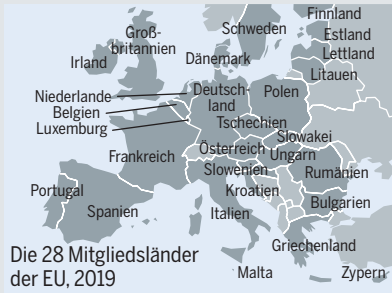 Finnland
Schweden
Estland
Lettland
Groß-
britannien
Irland
Dänemark
Litauen
Niederlande
Belgien
Luxemburg
Deutsch-
land
Polen
Tschechien
Slowakei
Frankreich
Österreich
Ungarn
Slowenien
Rumänien
Kroatien
Portugal
Spanien
Italien
Bulgarien
Griechenland
Malta
Zypern
Die 28 Mitgliedsländer
der EU, 2019